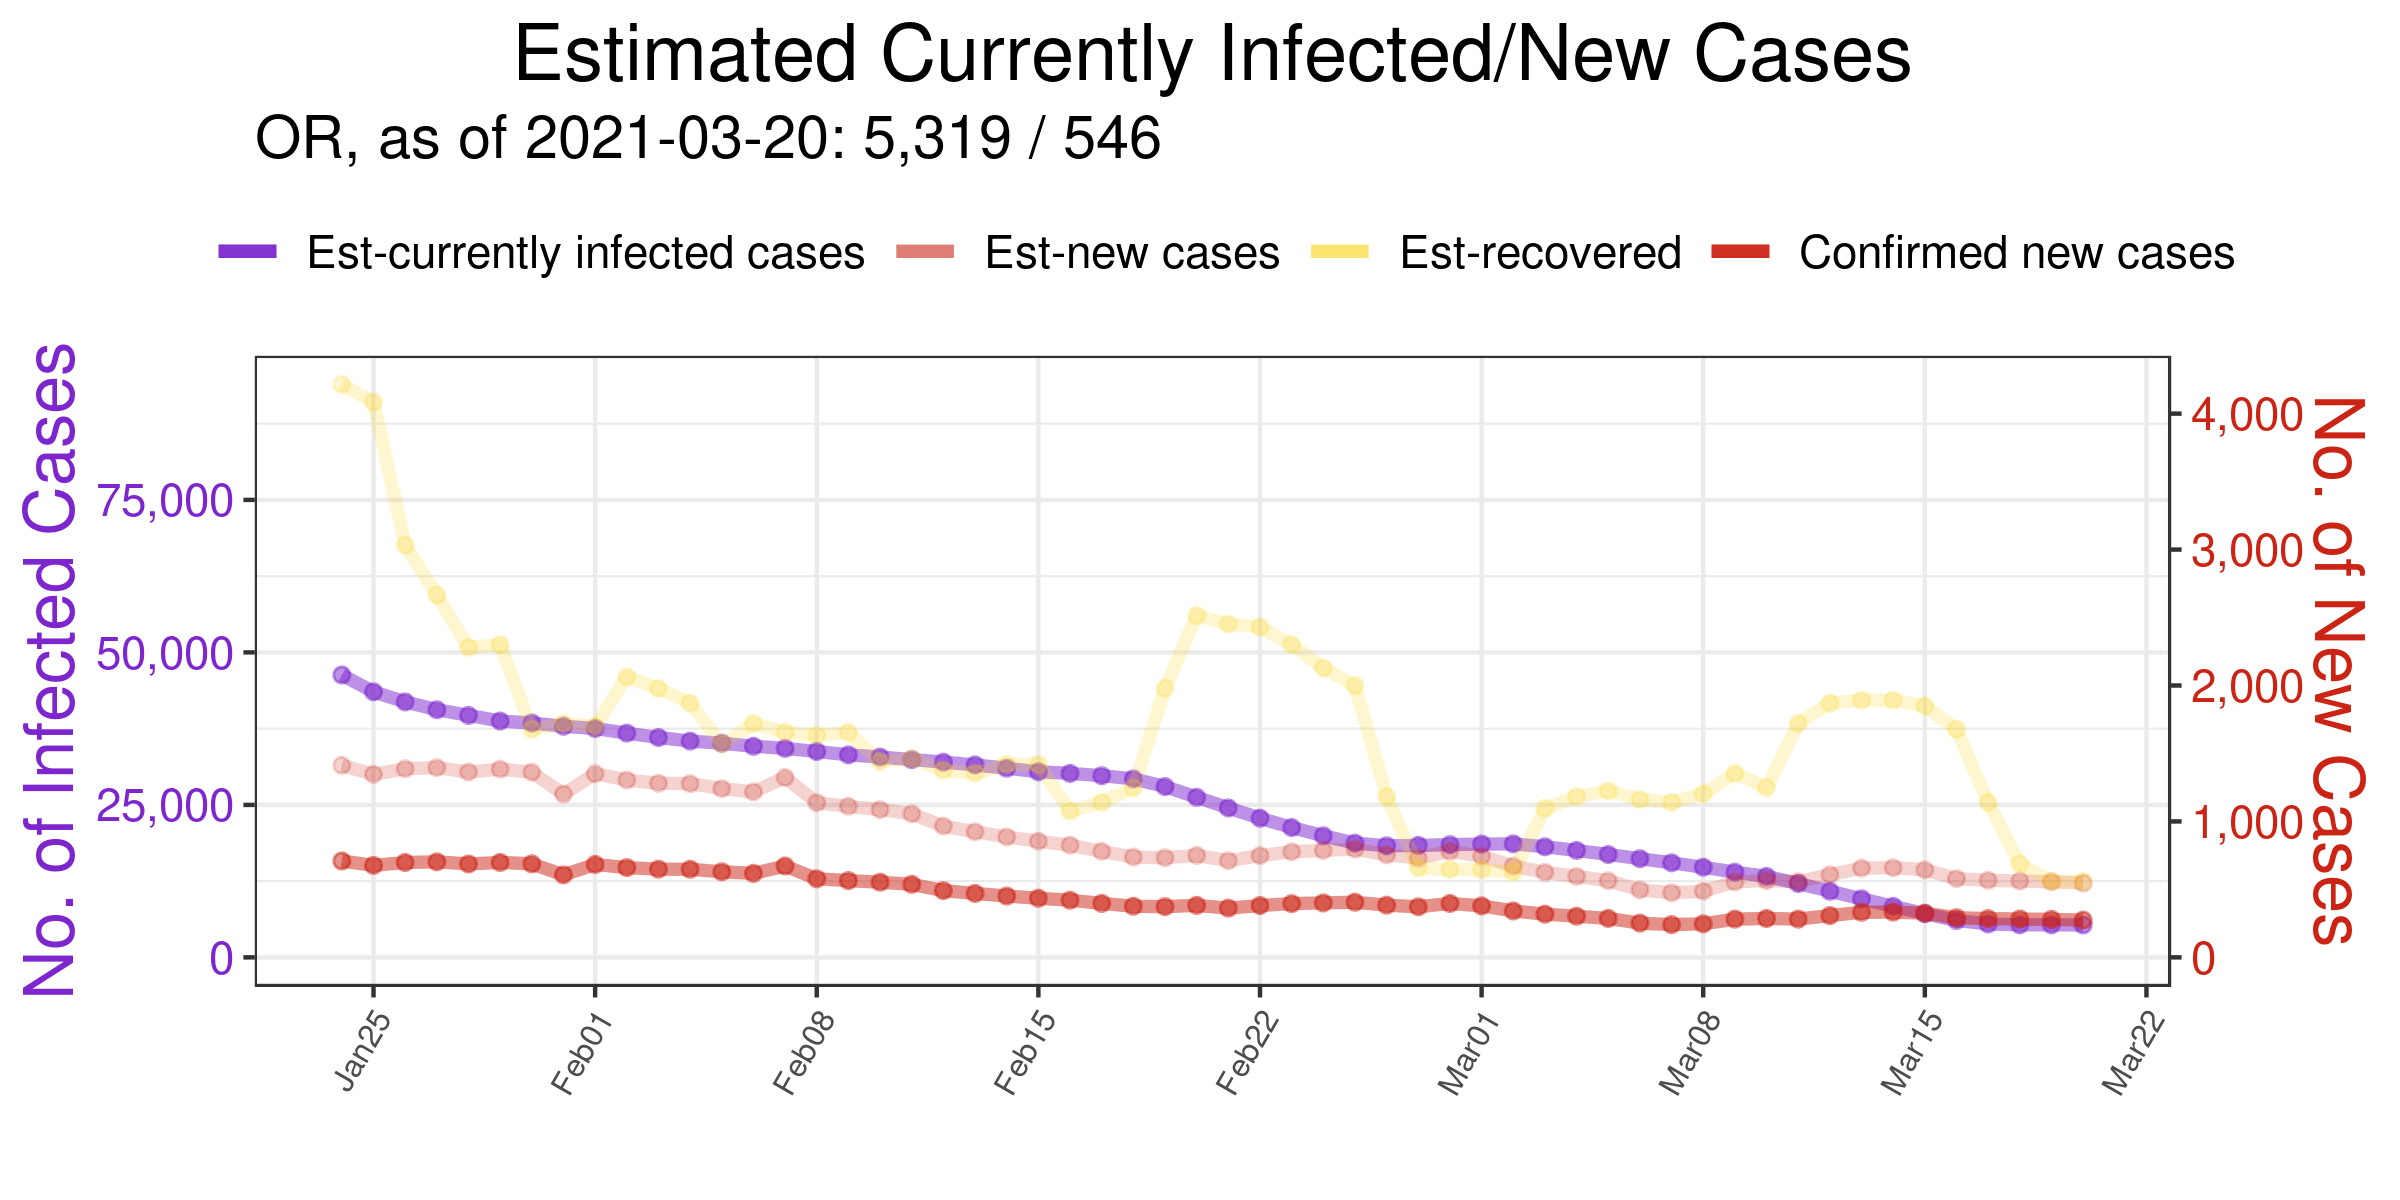 Estimated Currently Infected/New Cases
OR, as of 2021-03-20: 5,319 / 546
Est-currently infected cases Est-new cases Est-recovered Confirmed new cases
No. of Infected Cases
75,000
50,000
25,000
0
4,000
3,000
2,000
1,000
0
No. of New Cases
Jan25 Feb01 Feb08 Feb15 Feb22 Mar01 Mar08 Mar15 Mar22